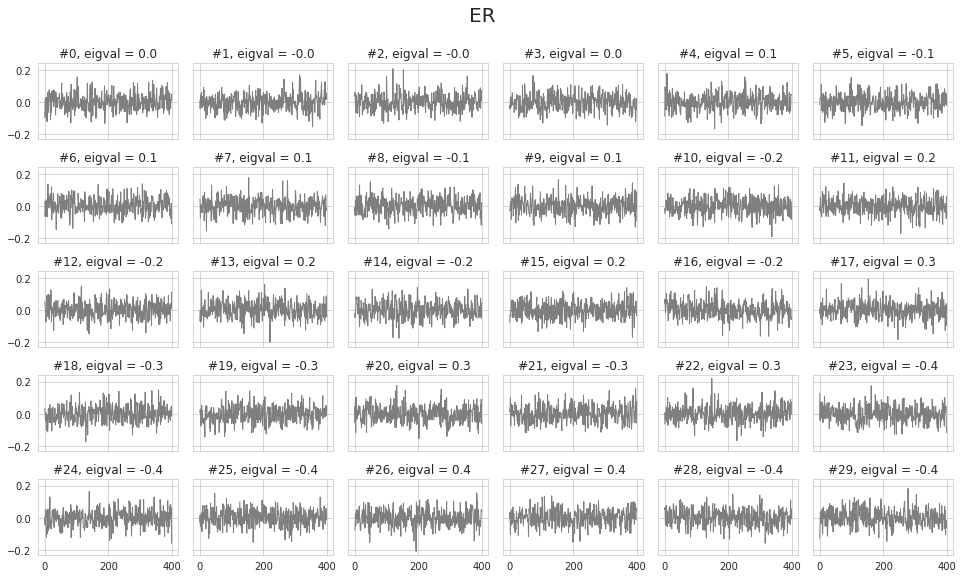 ER
#0, eigval = 0.0 #1, eigval = -0.0 #2, eigval = -0.0 #3, eigval = 0.0 #4, eigval = 0.1 #5, eigval = -0.1
0.2
0.0
−0.2
#6, eigval = 0.1 #7, eigval = 0.1 #8, eigval = -0.1 #9, eigval = 0.1 #10, eigval = -0.2 #11, eigval = 0.2
0.2
0.0
−0.2
#12, eigval = -0.2 #13, eigval = 0.2 #14, eigval = -0.2 #15, eigval = 0.2 #16, eigval = -0.2 #17, eigval = 0.3
0.2
0.0
−0.2
#18, eigval = -0.3 #19, eigval = -0.3 #20, eigval = 0.3 #21, eigval = -0.3 #22, eigval = 0.3 #23, eigval = -0.4
0.2
0.0
−0.2
#24, eigval = -0.4 #25, eigval = -0.4 #26, eigval = 0.4 #27, eigval = 0.4 #28, eigval = -0.4 #29, eigval = -0.4
0.2
0.0
−0.2
0 200 400 0 200 400 0 200 400 0 200 400 0 200 400 0 200 400